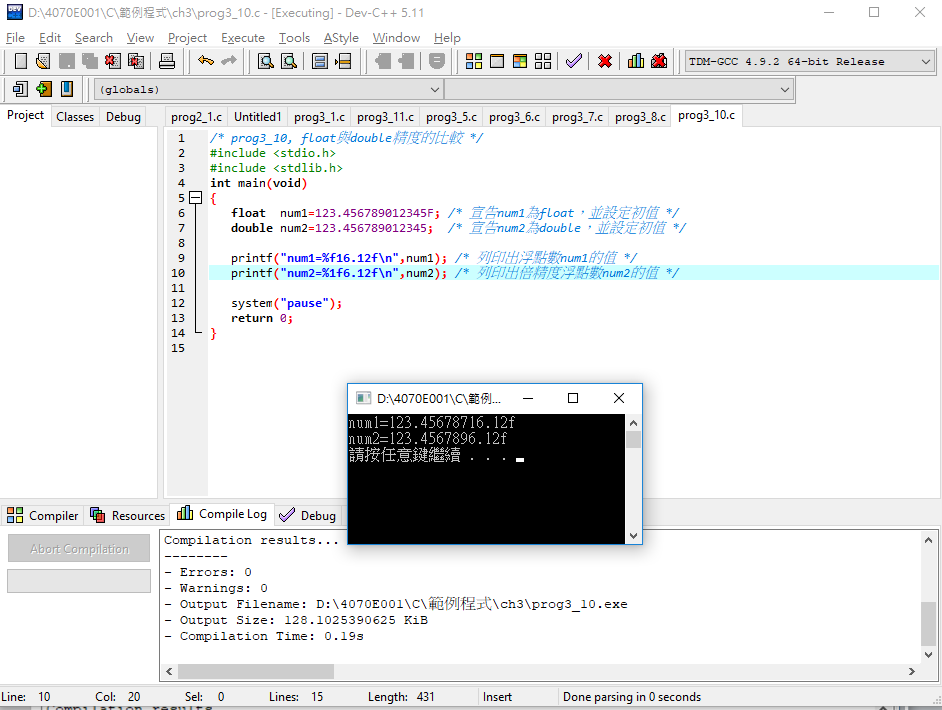 D:\4070E001\C\範例程式\ch3\prog3_10.c - [Executing] - Dev-C++ 5.11
File Edit Search View Project Execute Tools AStyle Window Help
TDM-GCC 4.9.2 64-bit Release
(globals)
Project Classes Debug
prog2_1.c Untitled1 prog3_1.c prog3_11.c prog3_5.c prog3_6.c prog3_7.c prog3_8.c prog3_10.c
1 /* prog3_10, float與double精度的比較 */
2 #include <stdio.h>
3 #include <stdlib.h>
4 int main(void)
5 {
6 float num1=123.456789012345F; /* 宣告num1為float，並設定初值 */
7 double num2=123.456789012345; /* 宣告num2為double，並設定初值 */
8
9 printf("num1=%f16.12f\n",num1); /* 列印出浮點數num1的值 */
10 printf("num2=%1f6.12f\n",num2); /* 列印出倍精度浮點數num2的值 */
11
12 system("pause");
13 return 0;
14 }
15
D:\4070E001\C\範例...
num1=123.45678716.12f
num2=123.4567896.12f
請按任意鍵繼續 . . .
Compiler Resources Compile Log Debug
Abort Compilation
Compilation results...
--------
- Errors: 0
- Warnings: 0
- Output Filename: D:\4070E001\C\範例程式\ch3\prog3_10.exe
- Output Size: 128.1025390625 KiB
- Compilation Time: 0.19s
Line: 10 Col: 20 Sel: 0 Lines: 15 Length: 431 Insert Done parsing in 0 seconds
Compilation results